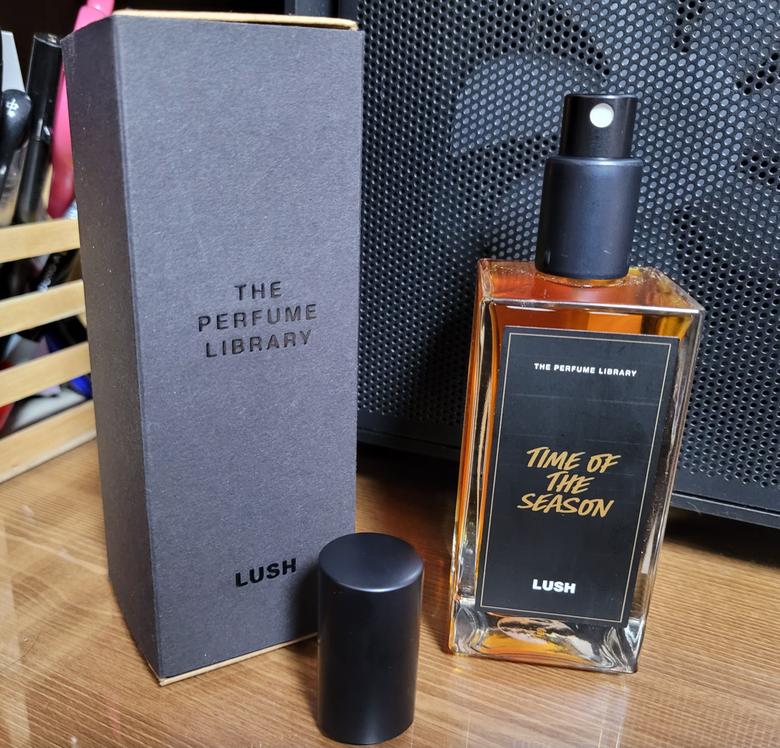 THE
PERFUME
LIBRARY
LUSH
THE PERFUME LIBRARY
TIME OF
THE
SEASON
LUSH